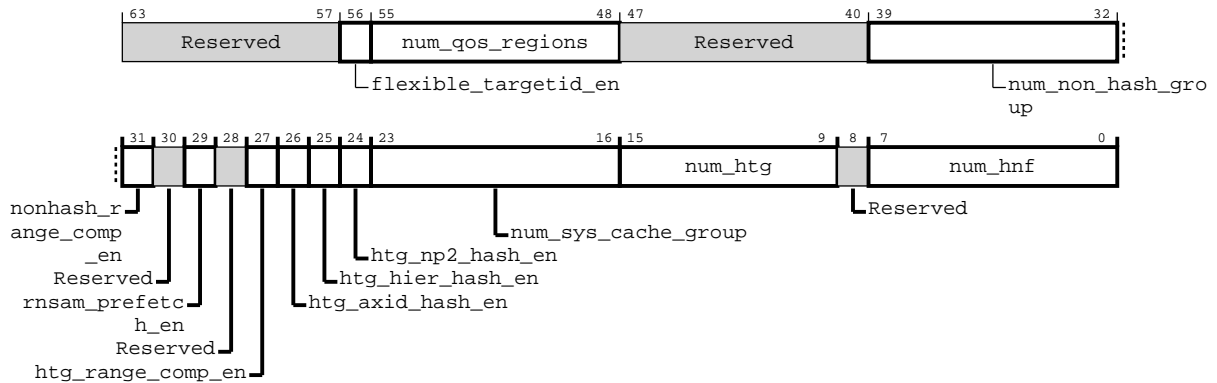 63 57 56 55 48 47 40 39 32
Reserved num_qos_regions Reserved
flexible_targetid_en num_non_hash_gro
up
31 30 29 28 27 26 25 24 23 16 15 9 8 7 0
num_htg num_hnf
nonhash_r Reserved
ange_comp num_sys_cache_group
_en htg_np2_hash_en
Reserved htg_hier_hash_en
rnsam_prefetc htg_axid_hash_en
h_en
Reserved
htg_range_comp_en